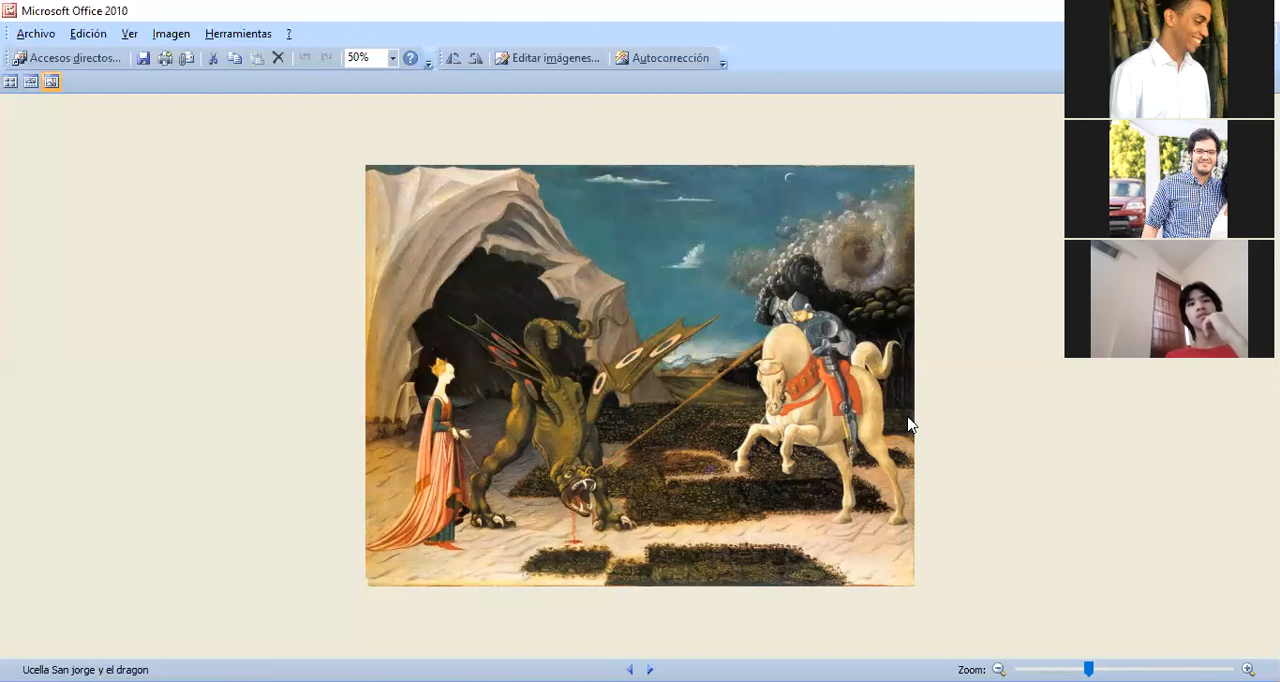 Microsoft Office 2010
Archivo Edición Ver Imagen Herramientas ?
Accesos directos... 50% Editar imágenes... Autocorrección
Ucella San jorge y el dragon Zoom: